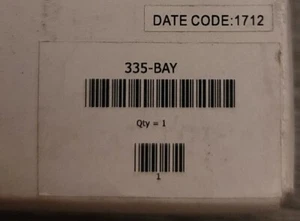 DATE CODE:1712
335-BAY
Qty = 1
1